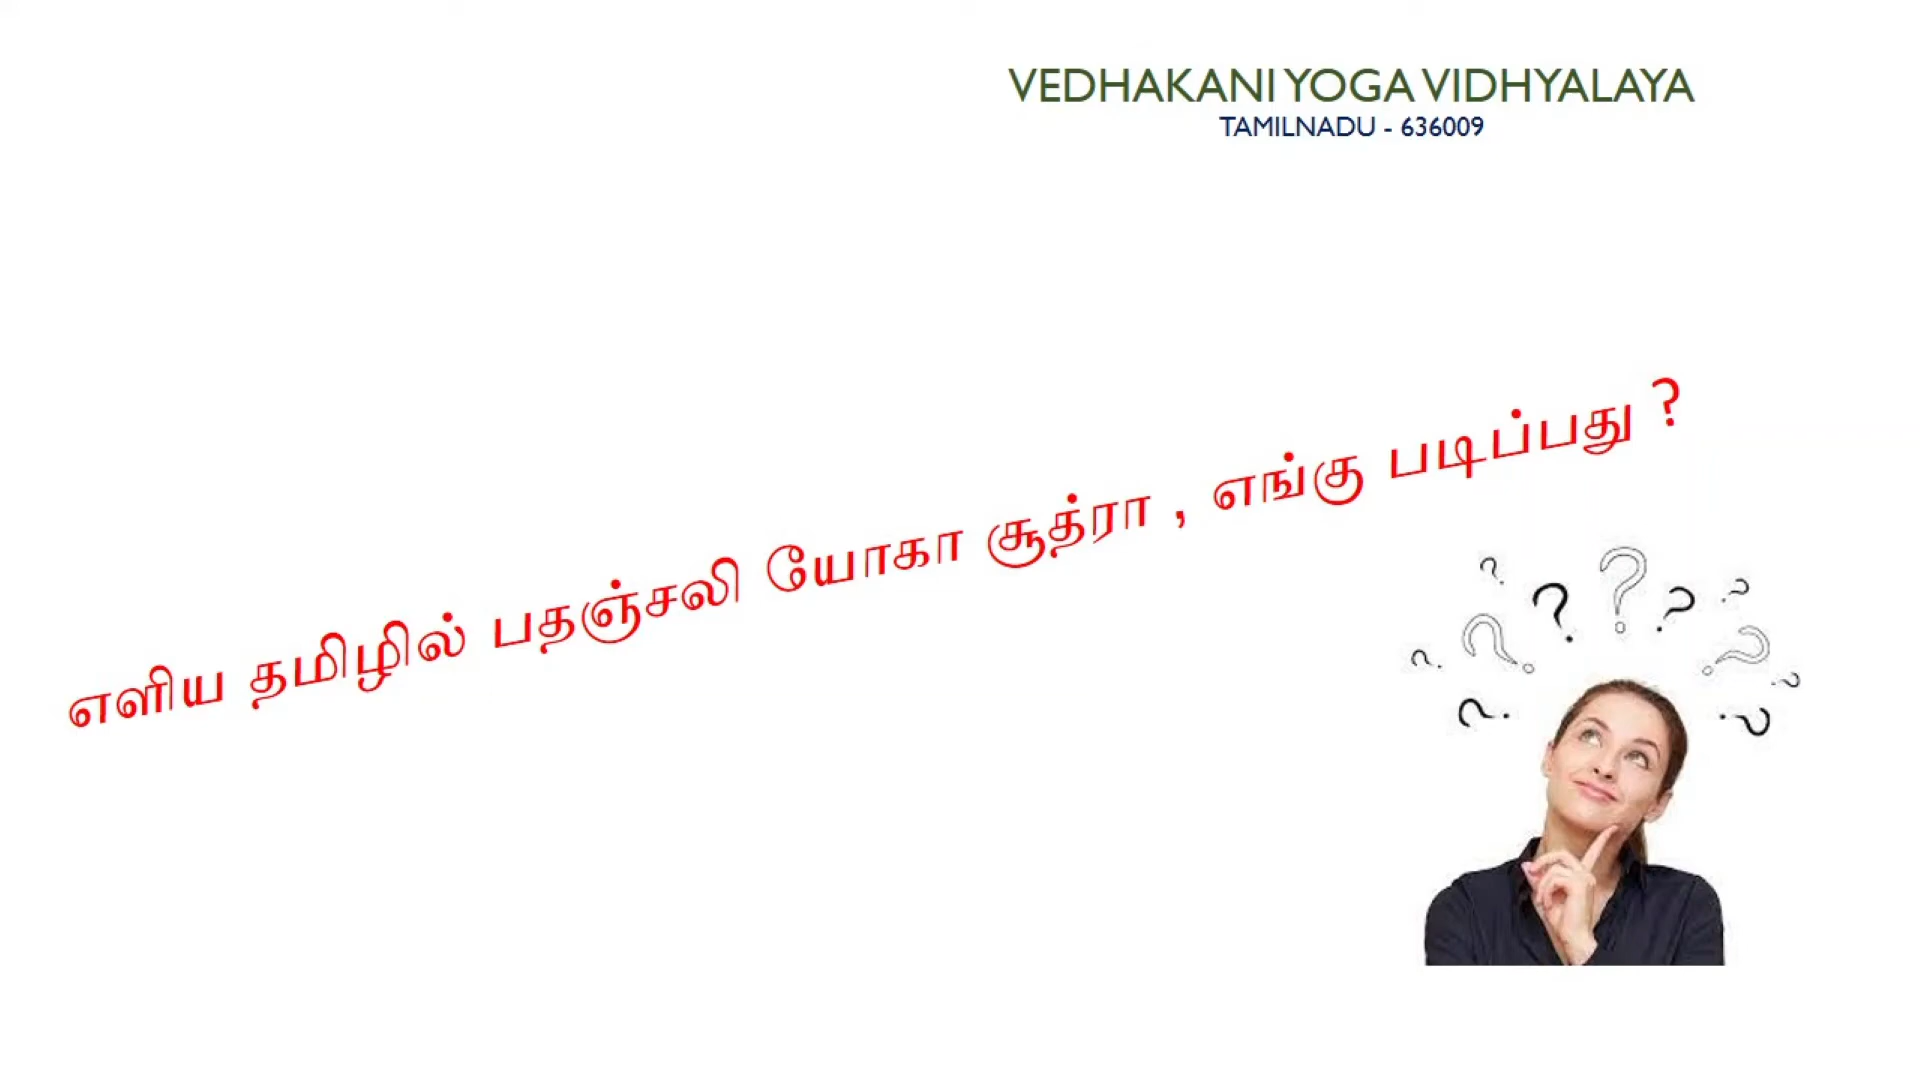 VEDHAKANI YOGA VIDHYALAYA
TAMILNADU - 636009
எளிய தமிழில் பதஞ்சலி யோகா சூத்ரா , எங்கு படிப்பது ?